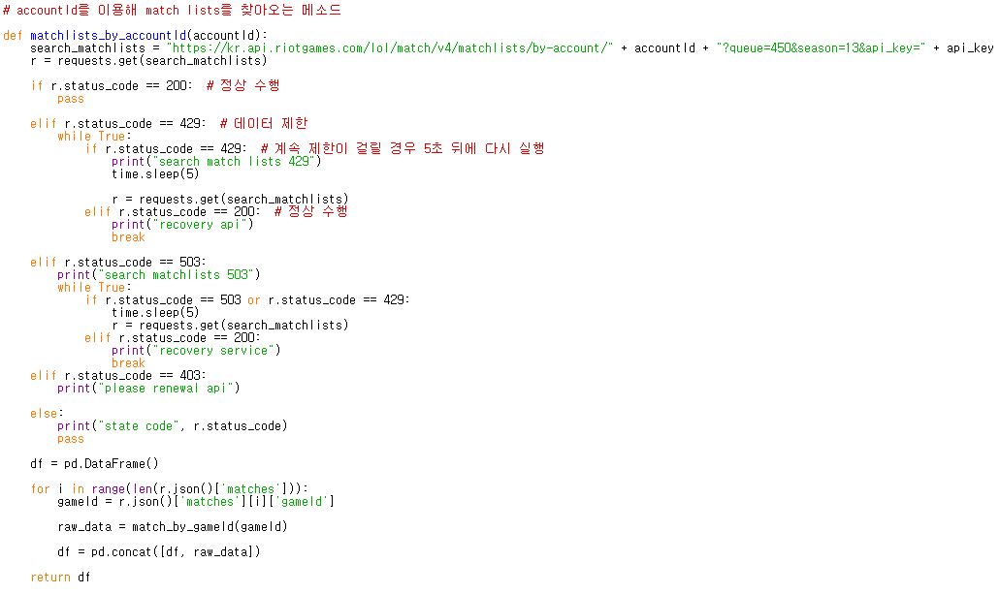 # accountId를 이용해 match lists를 찾아오는 메소드
def matchlists_by_accountId(accountId):
    search_matchlists = "https://kr.api.riotgames.com/lol/match/v4/matchlists/by-account/" + accountId + "?queue=450&season=13&api_key=" + api_key
    r = requests.get(search_matchlists)
    if r.status_code == 200:  # 정상 수행
        pass
    elif r.status_code == 429:  # 데이터 제한
        while True:
            if r.status_code == 429:  # 계속 제한이 걸릴 경우 5초 뒤에 다시 실행
                print("search match lists 429")
                time.sleep(5)
                r = requests.get(search_matchlists)
            elif r.status_code == 200:  # 정상 수행
                print("recovery api")
                break
    elif r.status_code == 503:
        print("search matchlists 503")
        while True:
            if r.status_code == 503 or r.status_code == 429:
                time.sleep(5)
                r = requests.get(search_matchlists)
            elif r.status_code == 200:
                print("recovery service")
                break
    elif r.status_code == 403:
        print("please renewal api")
    else:
        print("state code", r.status_code)
        pass
    df = pd.DataFrame()
    for i in range(len(r.json()['matches'])):
        gameId = r.json()['matches'][i]['gameId']
        raw_data = match_by_gameId(gameId)
        df = pd.concat([df, raw_data])
    return df